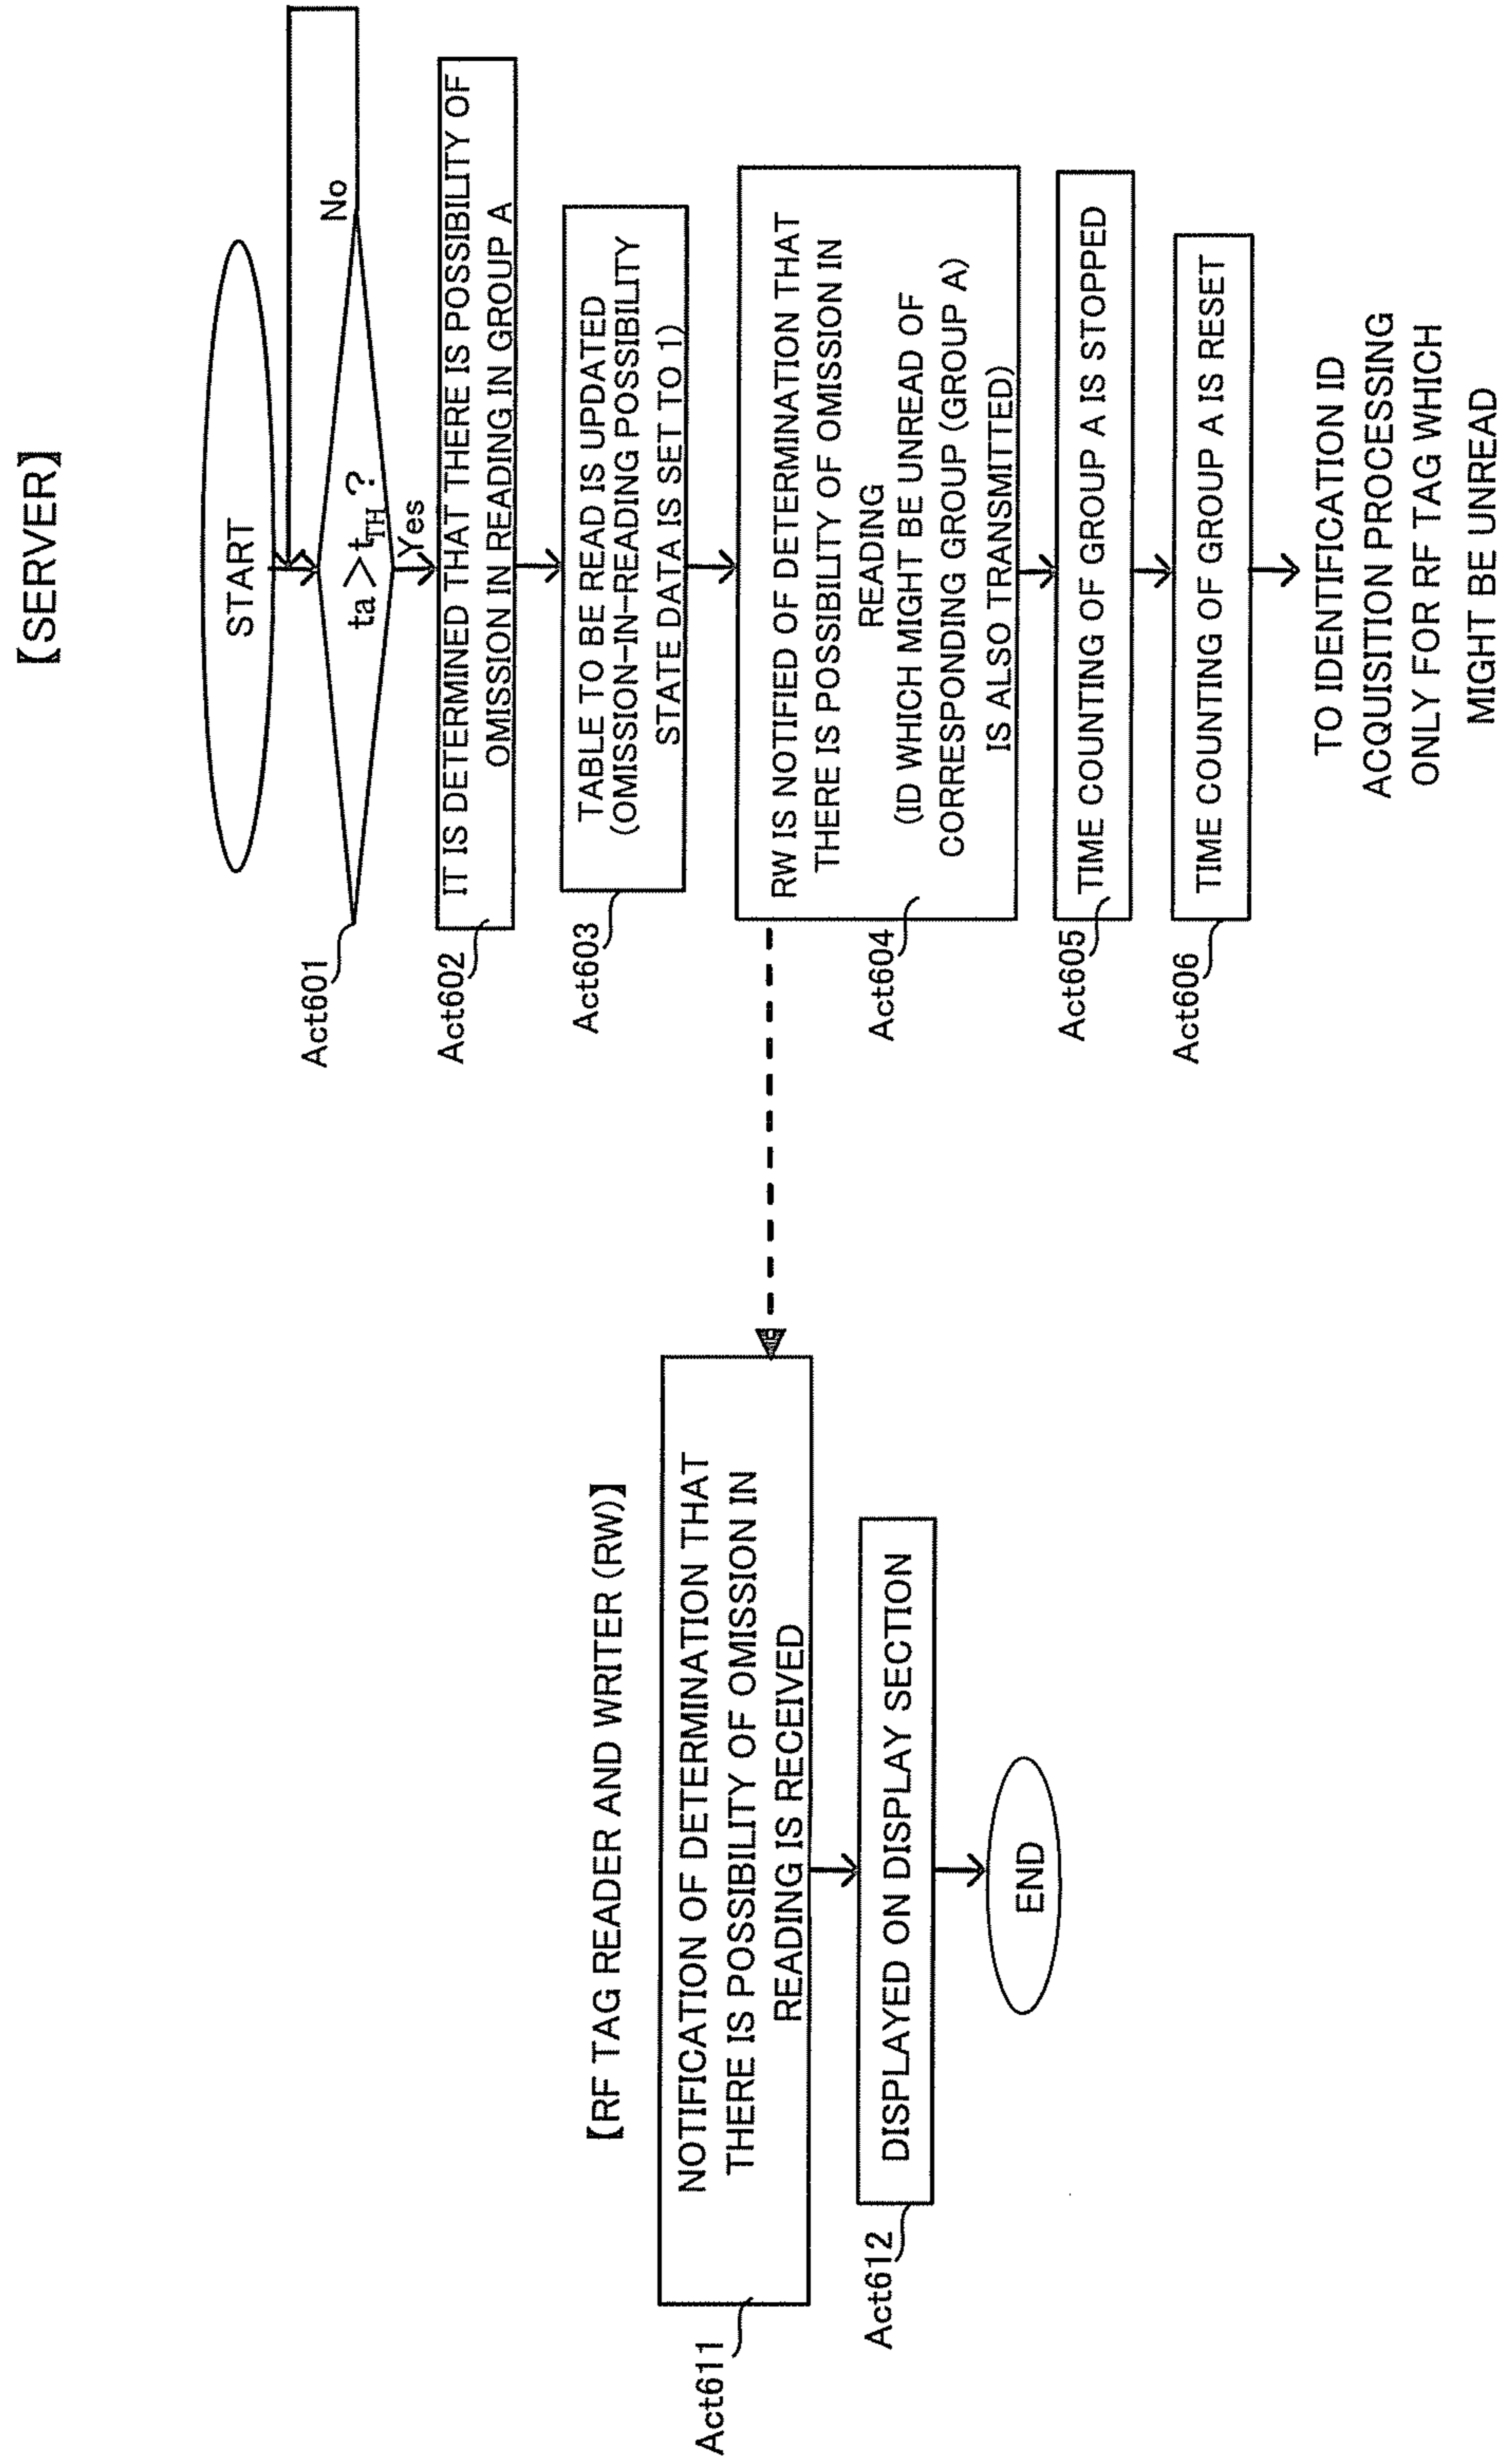 【RF TAG READER AND WRITER (RW)】
Act611
NOTIFICATION OF DETERMINATION THAT
THERE IS POSSIBILITY OF OMISSION IN
READING IS RECEIVED
Act612
DISPLAYED ON DISPLAY SECTION
END
【SERVER】
START
Act601
ta > tTH ?
No
Yes
Act602
IT IS DETERMINED THAT THERE IS POSSIBILITY OF
OMISSION IN READING IN GROUP A
Act603
TABLE TO BE READ IS UPDATED
(OMISSION-IN-READING POSSIBILITY
STATE DATA IS SET TO 1)
Act604
RW IS NOTIFIED OF DETERMINATION THAT
THERE IS POSSIBILITY OF OMISSION IN
READING
(ID WHICH MIGHT BE UNREAD OF
CORRESPONDING GROUP (GROUP A)
IS ALSO TRANSMITTED)
Act605
TIME COUNTING OF GROUP A IS STOPPED
Act606
TIME COUNTING OF GROUP A IS RESET
TO IDENTIFICATION ID
ACQUISITION PROCESSING
ONLY FOR RF TAG WHICH
MIGHT BE UNREAD